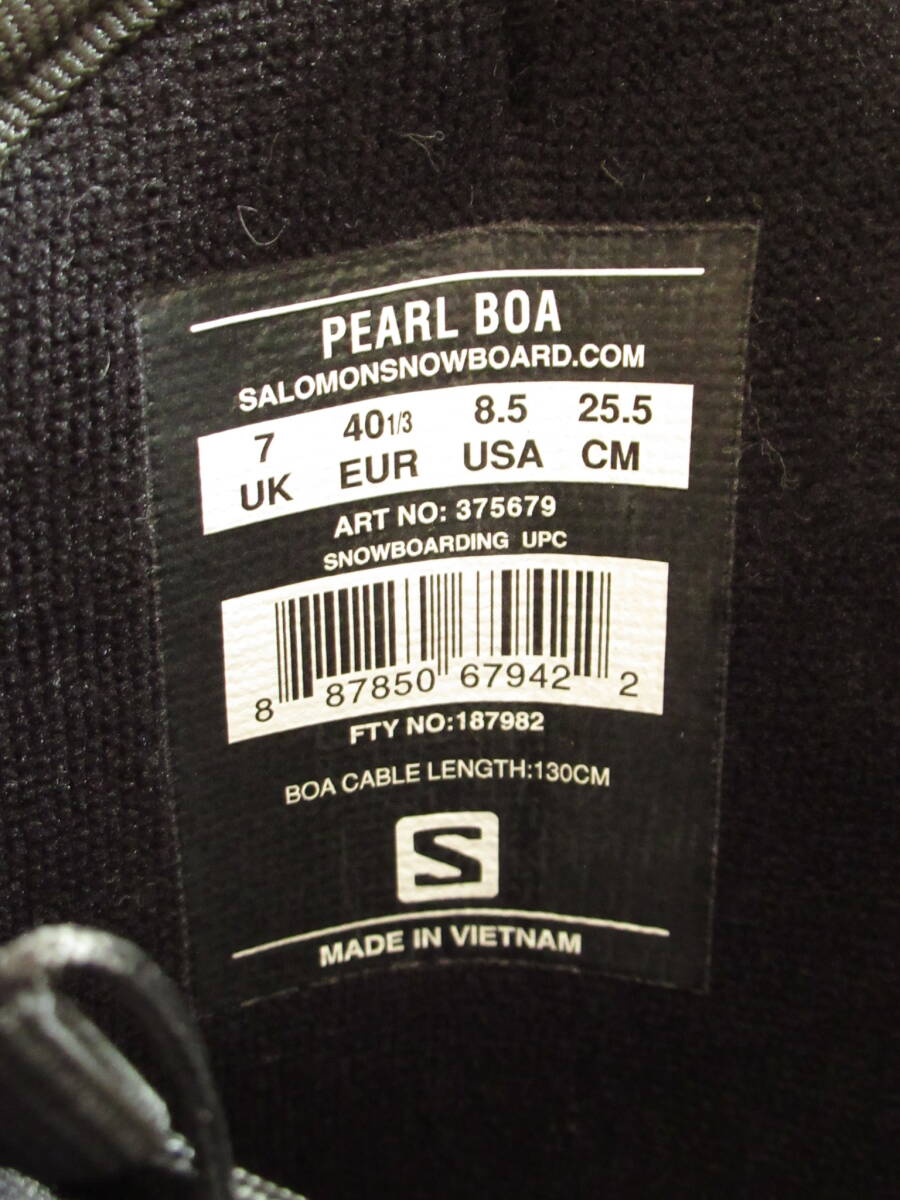 PEARL BOA
SALOMONSNOWBOARD.COM
7 40 1/3 8.5 25.5
UK EUR USA CM
ART NO: 375679
SNOWBOARDING UPC
8 87850 67942 2
FTY NO:187982
BOA CABLE LENGTH:130CM
S
MADE IN VIETNAM